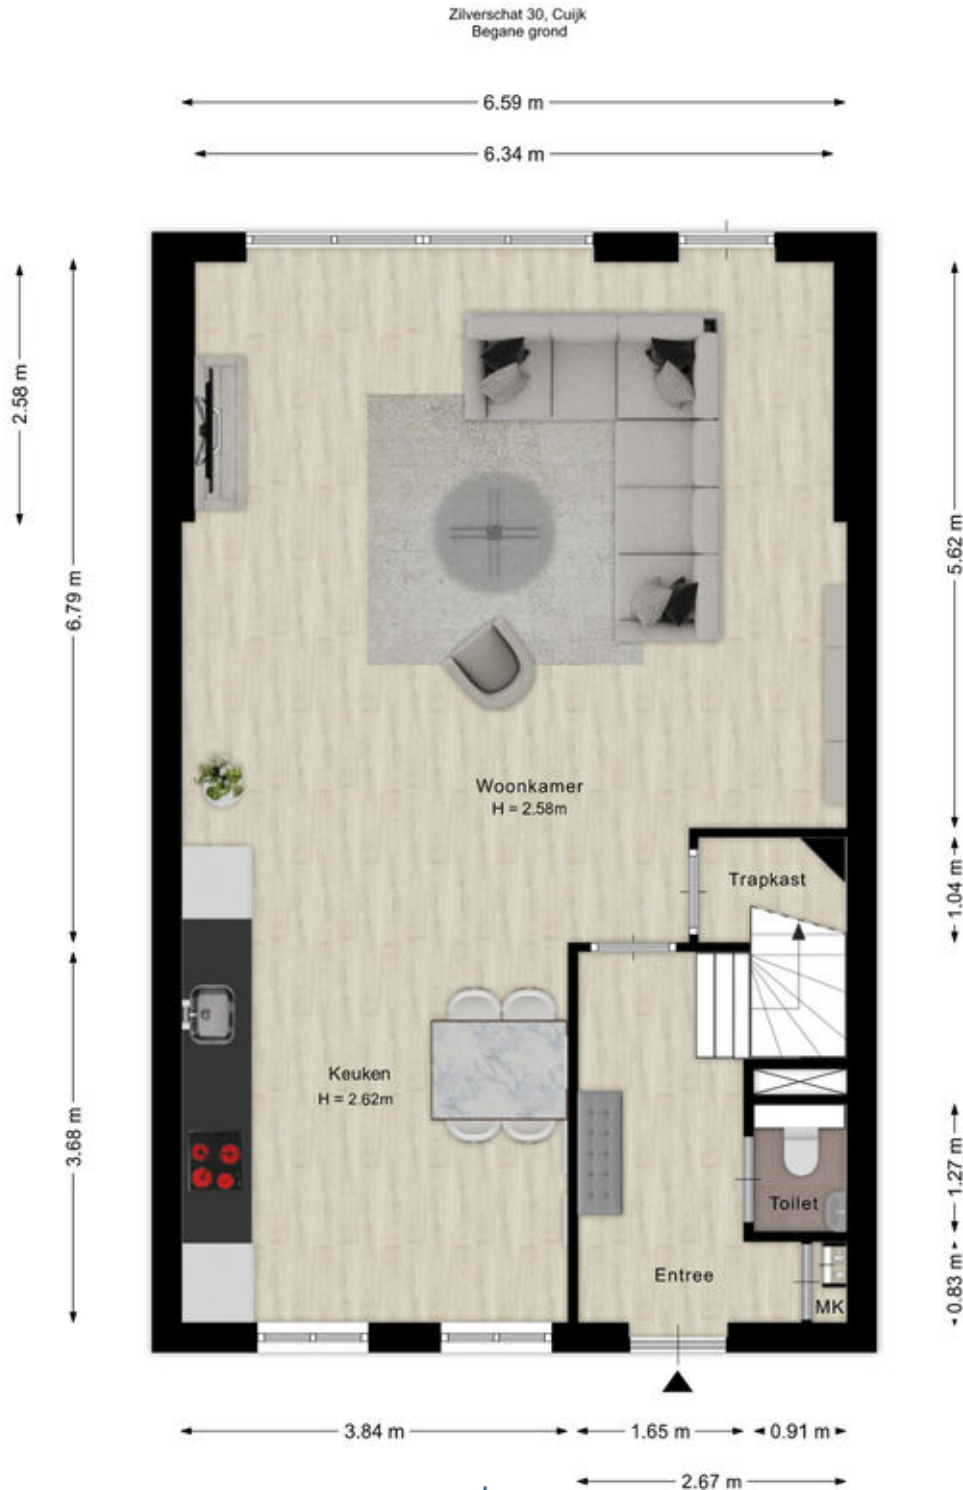 Zilverschat 30, Cuijk
Begane grond
6.59 m
6.34 m
2.58 m
6.79 m
5.62 m
Woonkamer
H = 2.58m
Trapkast
1.04 m
Keuken
H = 2.62m
3.68 m
1.27 m
Toilet
Entree
0.83 m
MK
3.84 m
1.65 m
0.91 m
2.67 m